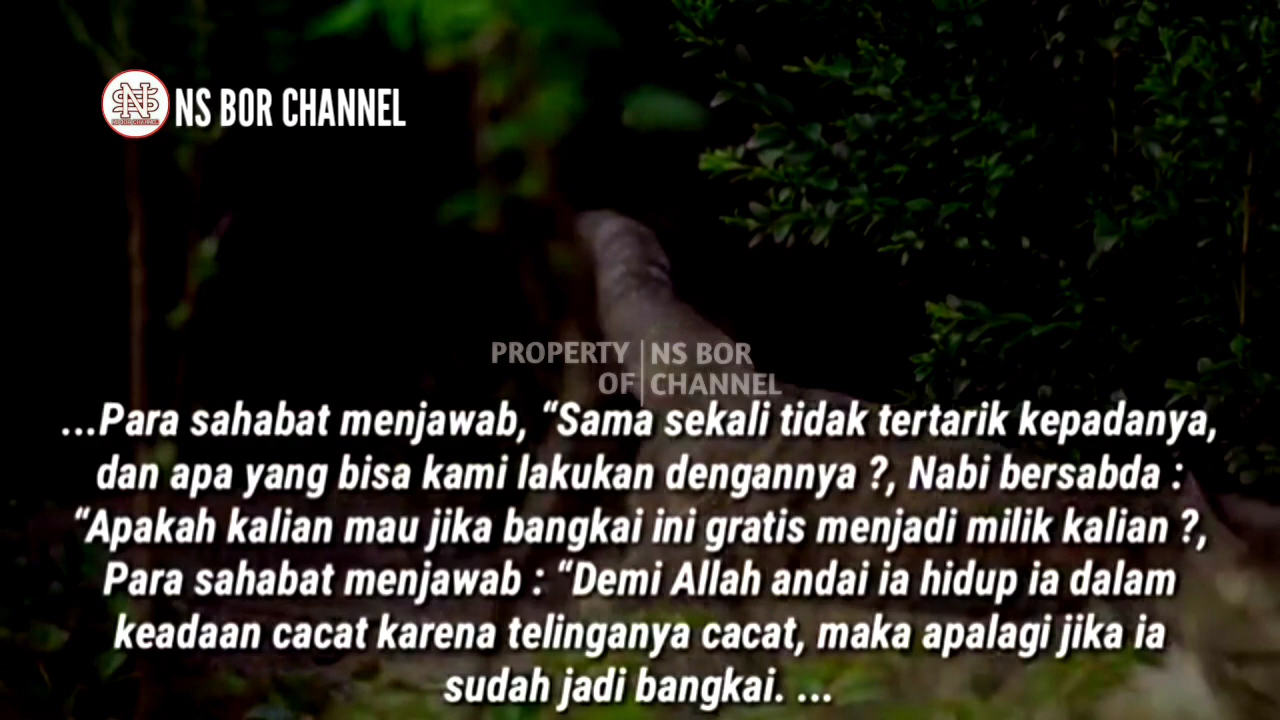 NS BOR CHANNEL
PROPERTY OF NS BOR CHANNEL
...Para sahabat menjawab, “Sama sekali tidak tertarik kepadanya,
dan apa yang bisa kami lakukan dengannya ?, Nabi bersabda :
“Apakah kalian mau jika bangkai ini gratis menjadi milik kalian ?,
Para sahabat menjawab : “Demi Allah andai ia hidup ia dalam
keadaan cacat karena telinganya cacat, maka apalagi jika ia
sudah jadi bangkai. ...